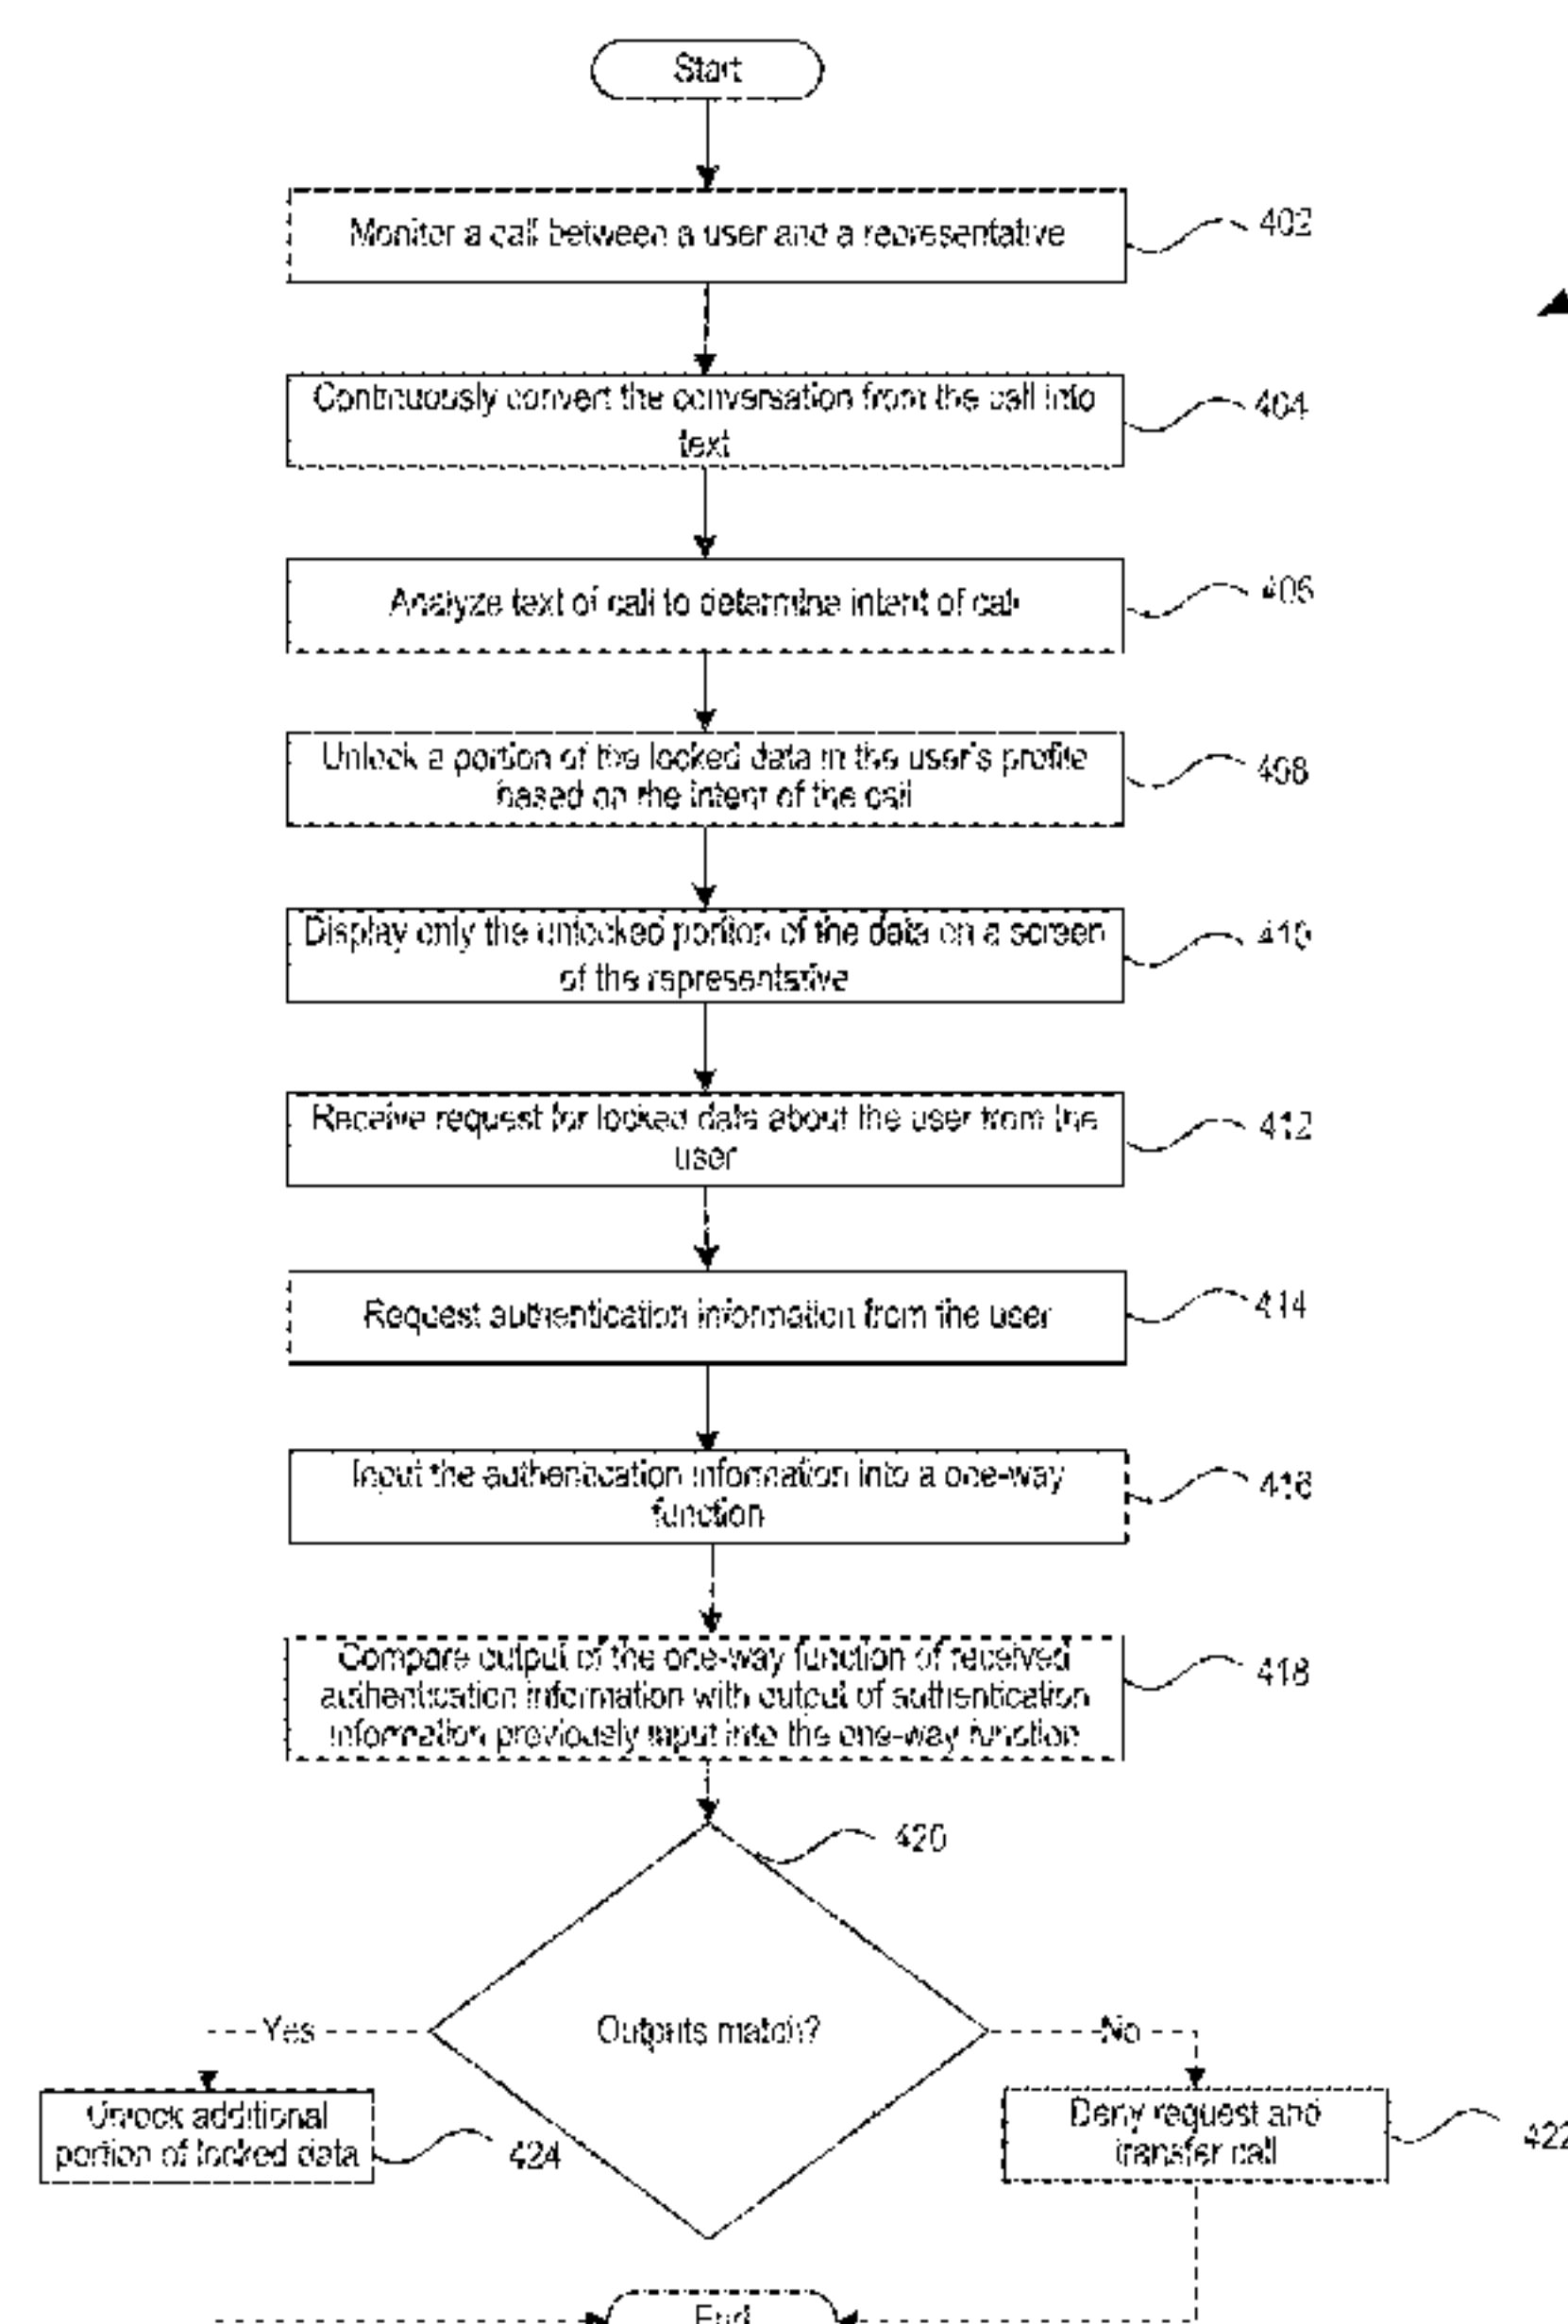 Start
Monitor a call between a user and a representative
402
Continuously convert the conversation from the call into
text
404
Analyze text of call to determine intent of call
406
Unlock a portion of the locked data in the user's profile
based on the intent of the call
408
Display only the unlocked portion of the data on a screen
of the representative
410
Receive request for locked data about the user from the
user
412
Request authentication information from the user
414
Input the authentication information into a one-way
function
416
Compare output of the one-way function of received
authentication information with output of authentication
information previously input into the one-way function
418
420
Outputs match?
Yes
No
Unlock additional
portion of locked data
424
Deny request and
transfer call
422
End